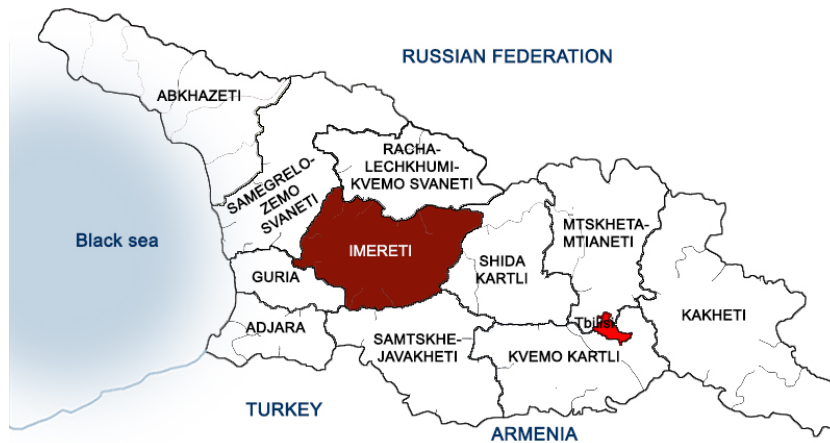 RUSSIAN FEDERATION
ABKHAZETI
RACHA-
LECHKHUMI-
KVEMO SVANETI
SAMEGRELO-
ZEMO
SVANETI
MTSKHETA-
MTIANETI
Black sea
IMERETI
SHIDA
KARTLI
GURIA
KAKHETI
ADJARA
Tbilisi
SAMTSKHE-
JAVAKHETI
KVEMO KARTLI
TURKEY
ARMENIA